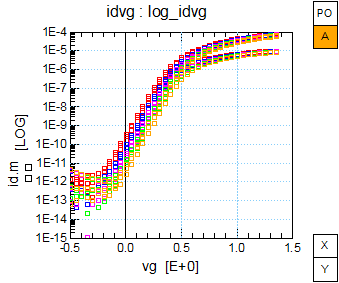 idvg : log_idvg
PO
A
1E-4
1E-5
1E-6
1E-7
1E-8
1E-9
1E-10
1E-11
1E-12
1E-13
1E-14
1E-15
id.m [LOG]
-0.5 0.0 0.5 1.0 1.5
vg [E+0]
X
Y